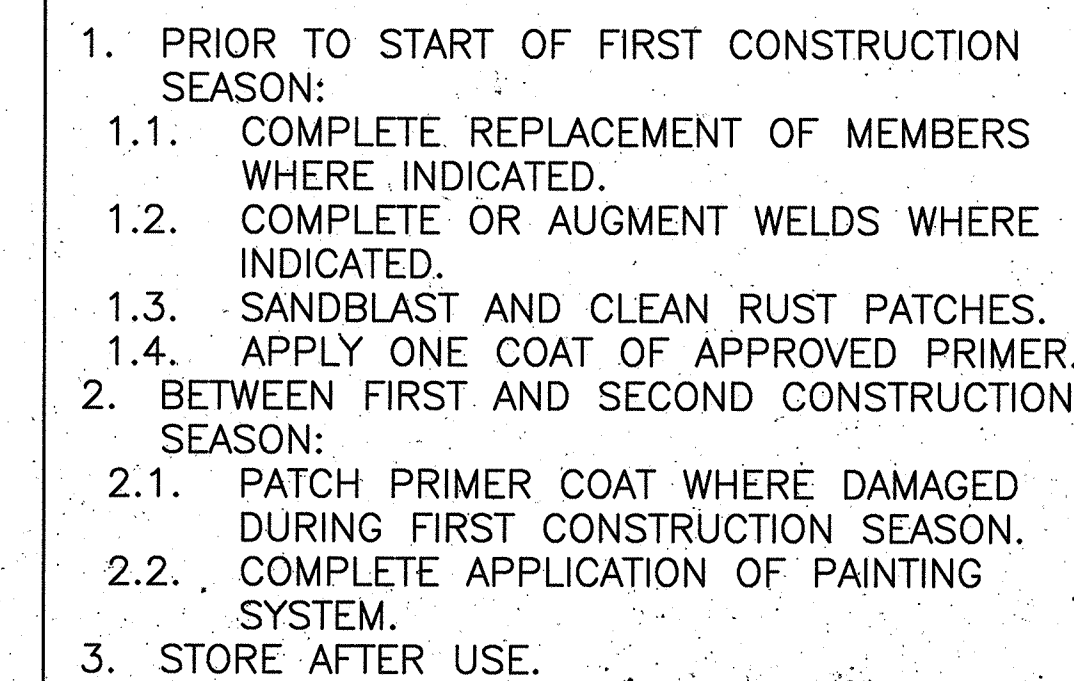 1. PRIOR TO START OF FIRST CONSTRUCTION
SEASON:
1.1. COMPLETE REPLACEMENT OF MEMBERS
WHERE INDICATED.
1.2. COMPLETE OR AUGMENT WELDS WHERE
INDICATED.
1.3. SANDBLAST AND CLEAN RUST PATCHES.
1.4. APPLY ONE COAT OF APPROVED PRIMER.
2. BETWEEN FIRST AND SECOND CONSTRUCTION
SEASON:
2.1. PATCH PRIMER COAT WHERE DAMAGED
DURING FIRST CONSTRUCTION SEASON.
2.2. COMPLETE APPLICATION OF PAINTING
SYSTEM.
3. STORE AFTER USE.